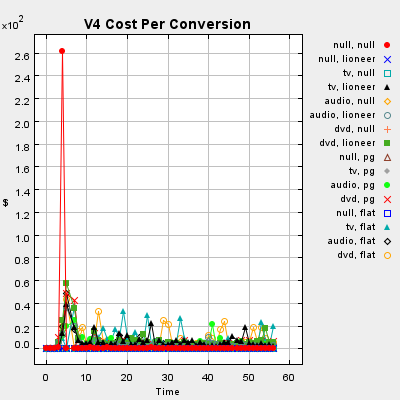 V4 Cost Per Conversion
×10²
2.6
2.4
2.2
2.0
1.8
1.6
1.4
1.2
1.0
0.8
0.6
0.4
0.2
0.0
$
0 10 20 30 40 50 60
Time
null, null
null, lioneer
tv, null
tv, lioneer
audio, null
audio, lioneer
dvd, null
dvd, lioneer
null, pg
tv, pg
audio, pg
dvd, pg
null, flat
tv, flat
audio, flat
dvd, flat